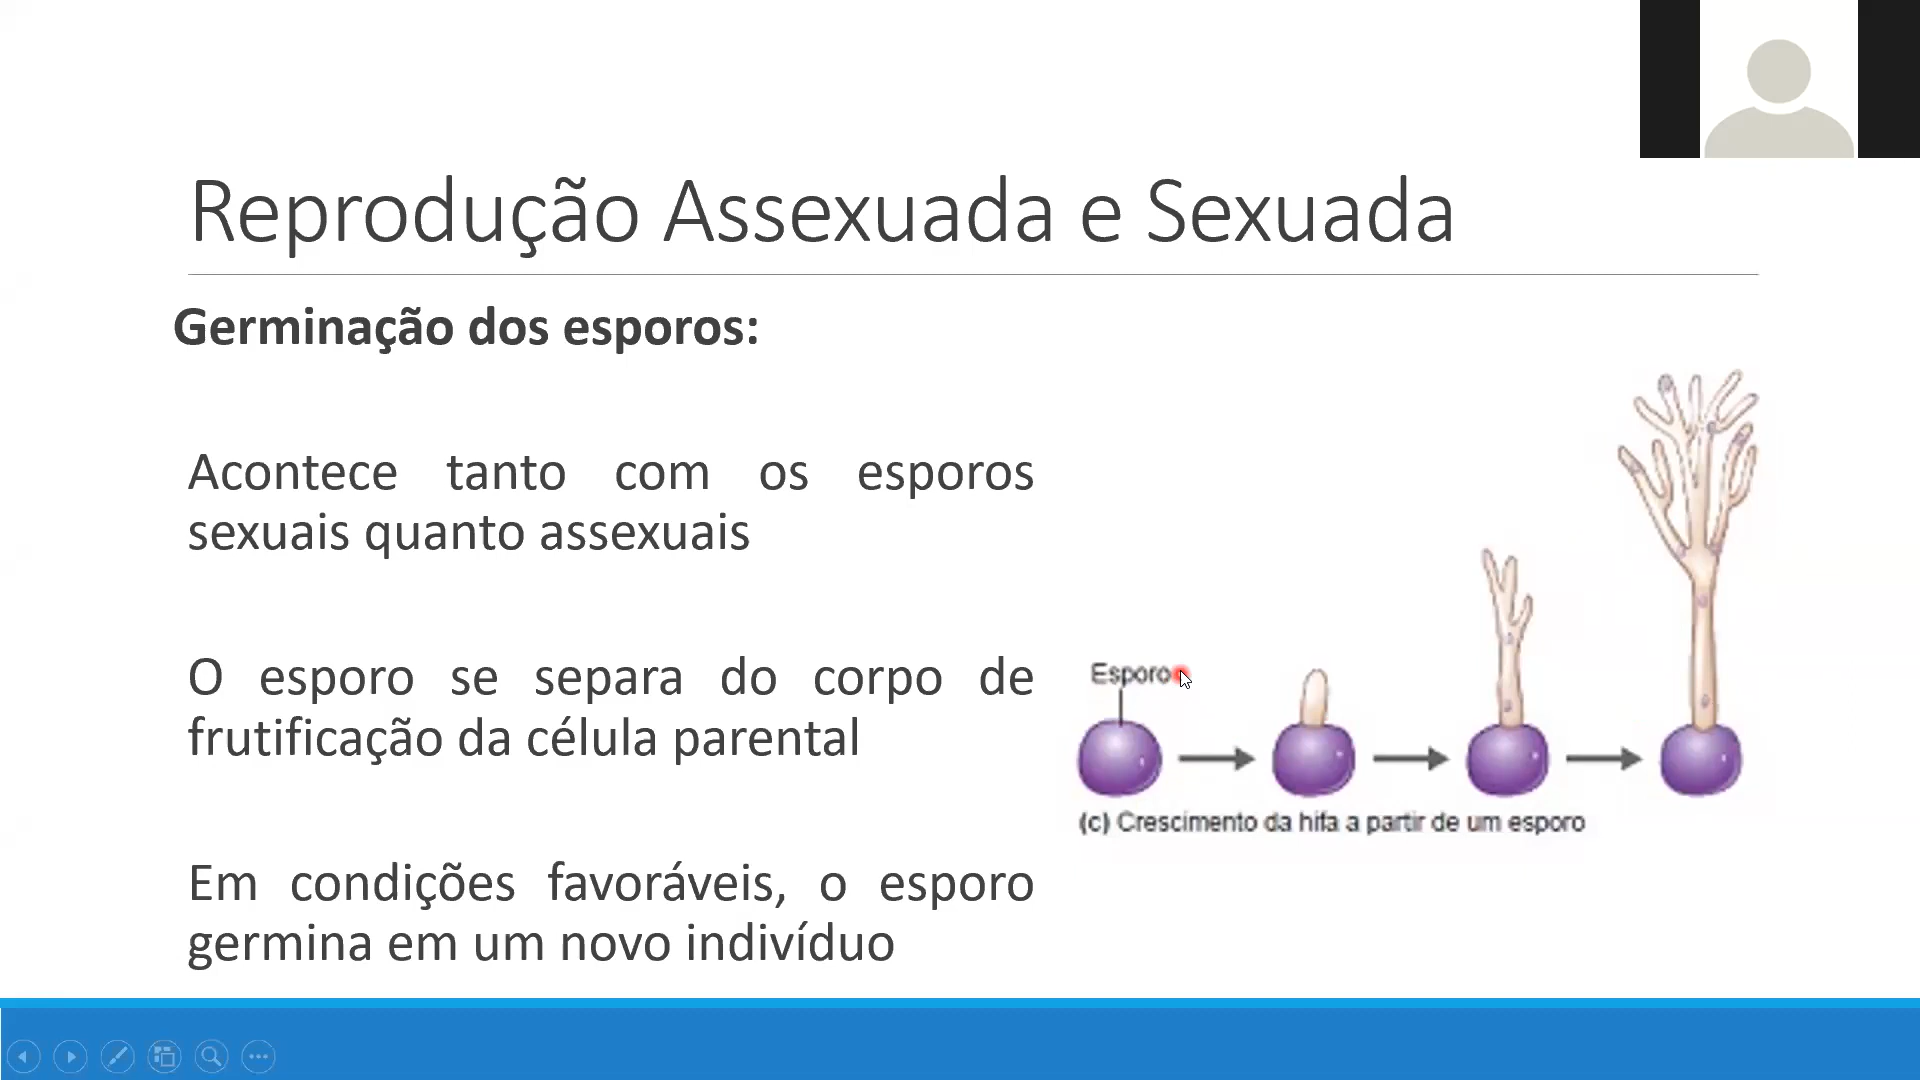 Reprodução Assexuada e Sexuada
Germinação dos esporos:
Acontece tanto com os esporos
sexuais quanto assexuais
O esporo se separa do corpo de
frutificação da célula parental
Em condições favoráveis, o esporo
germina em um novo indivíduo
Esporo
(c) Crescimento da hifa a partir de um esporo